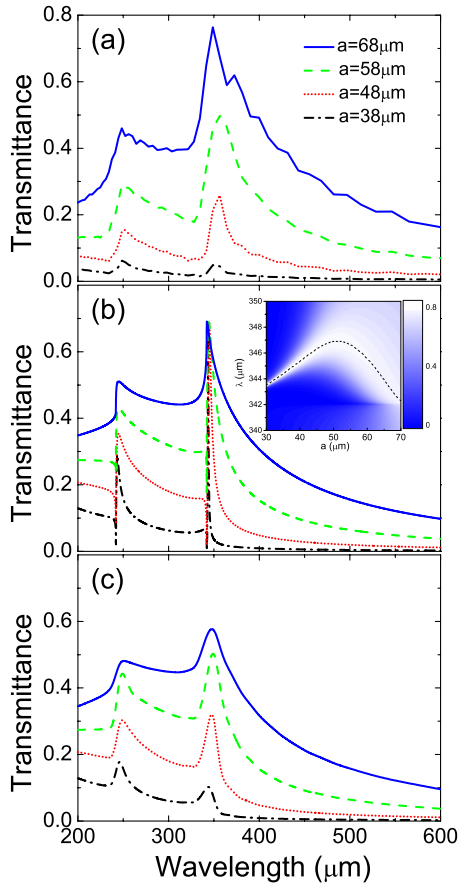 0.8
(a)
a=68μm
a=58μm
a=48μm
a=38μm
0.6
0.4
0.2
0.0
Transmittance
(b)
0.6
0.4
0.2
0.0
Transmittance
350
348
346
344
342
340
λ (μm)
30 40 50 60 70
a (μm)
0.8
0.4
0
(c)
0.6
0.4
0.2
0.0
Transmittance
200 300 400 500 600
Wavelength (μm)